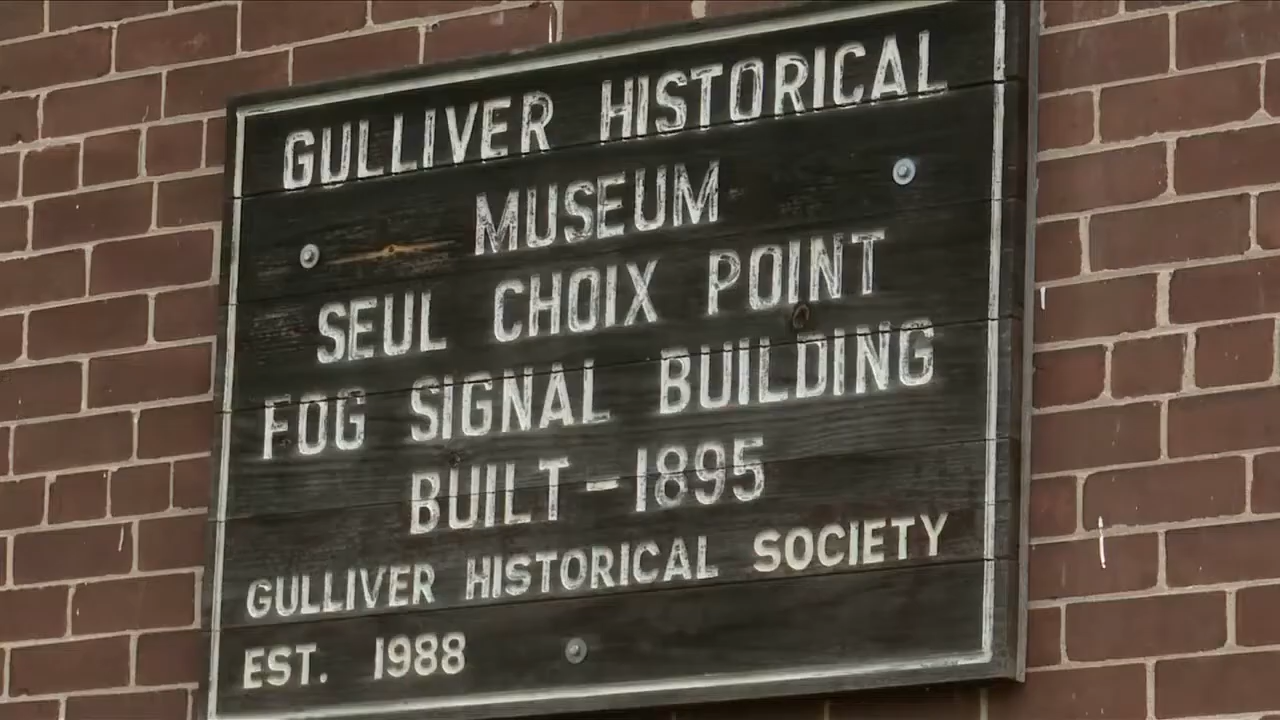 GULLIVER HISTORICAL
MUSEUM
SEUL CHOIX POINT
FOG SIGNAL BUILDING
BUILT-1895
GULLIVER HISTORICAL SOCIETY
EST. 1988